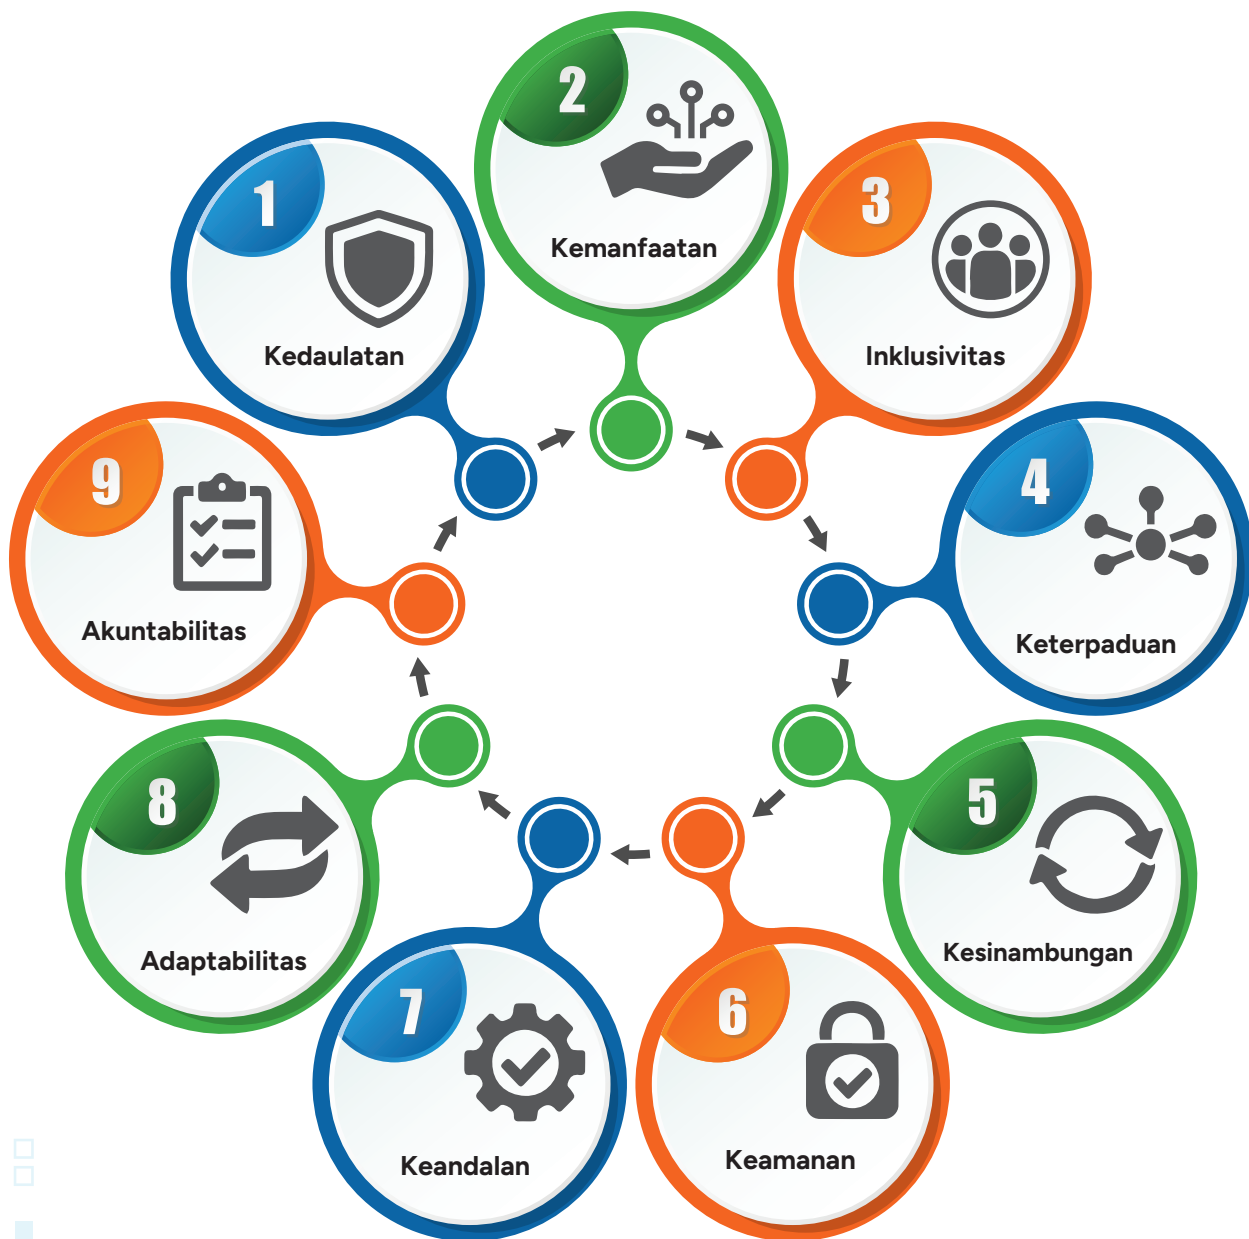 1
Kedaulatan
2
Kemanfaatan
3
Inklusivitas
4
Keterpaduan
5
Kesinambungan
6
Keamanan
7
Keandalan
8
Adaptabilitas
9
Akuntabilitas